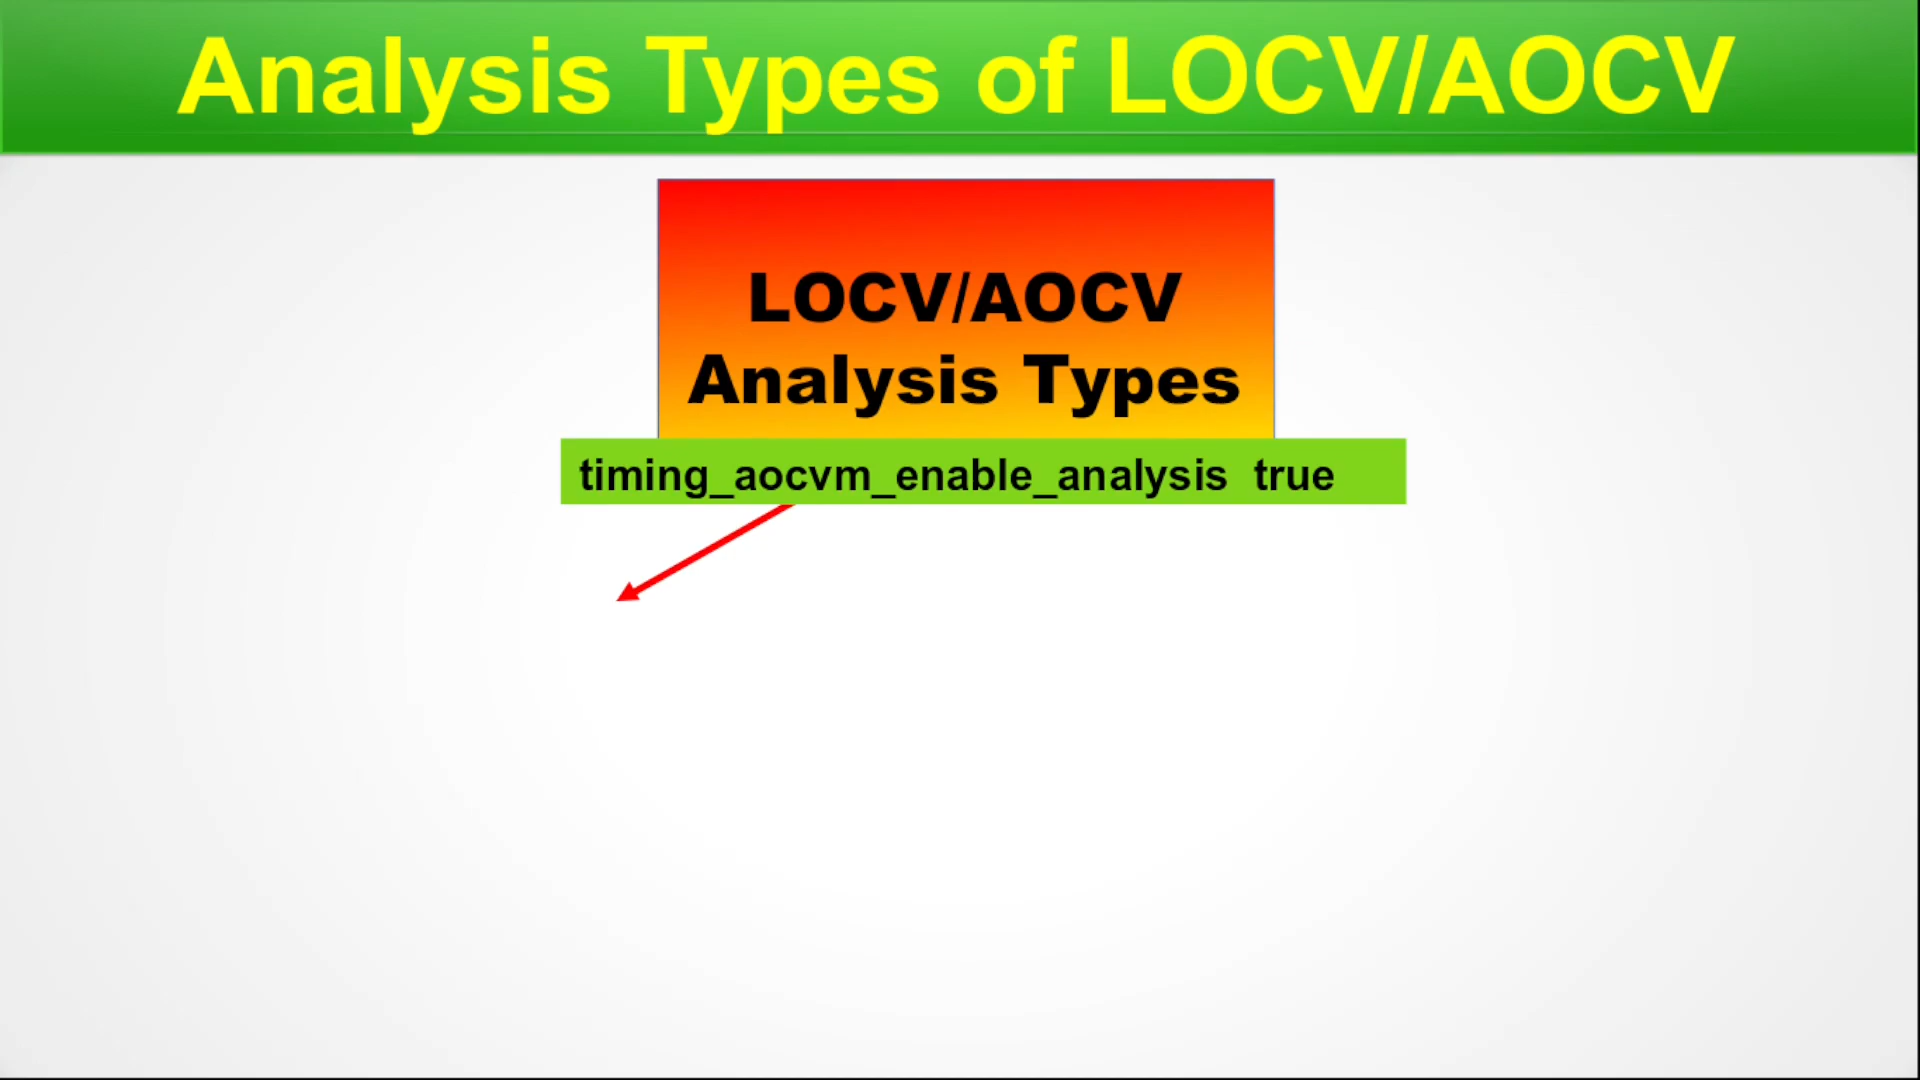 Analysis Types of LOCV/AOCV
LOCV/AOCV
Analysis Types
timing_aocvm_enable_analysis true